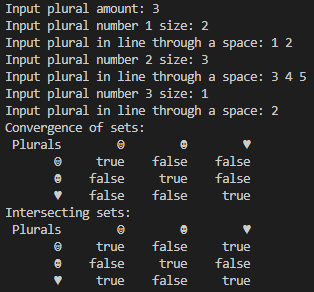 Input plural amount: 3
Input plural number 1 size: 2
Input plural in line through a space: 1 2
Input plural number 2 size: 3
Input plural in line through a space: 3 4 5
Input plural number 3 size: 1
Input plural in line through a space: 2
Convergence of sets:
Plurals ☺ ☻ ♥
☺ true false false
☻ false true false
♥ false false true
Intersecting sets:
Plurals ☺ ☻ ♥
☺ true false true
☻ false true false
♥ true false true